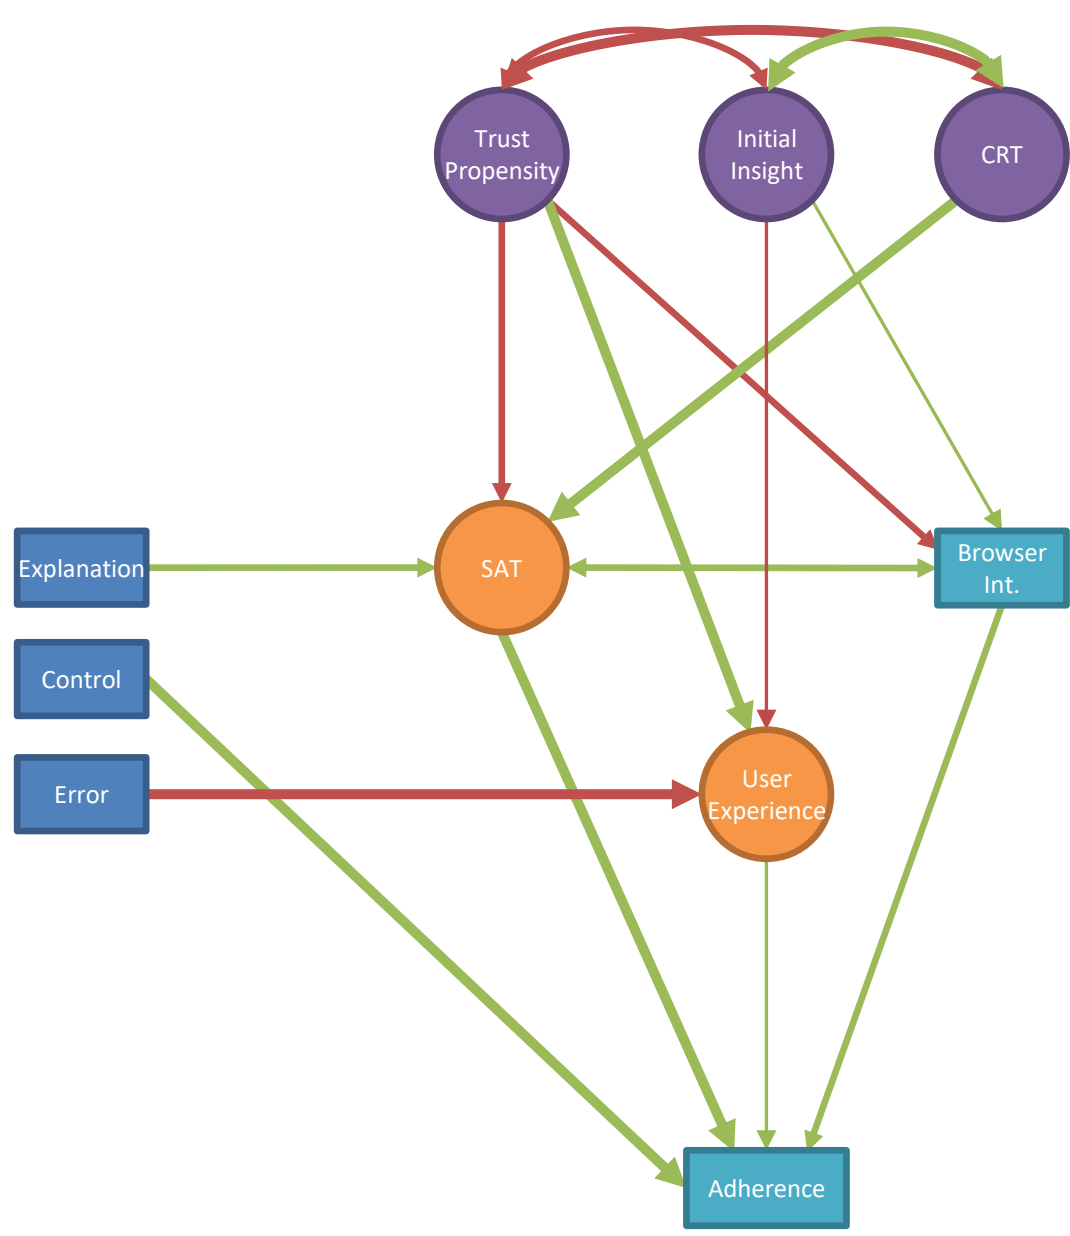 Trust
Propensity
Initial
Insight
CRT
Explanation
SAT
Browser
Int.
Control
Error
User
Experience
Adherence